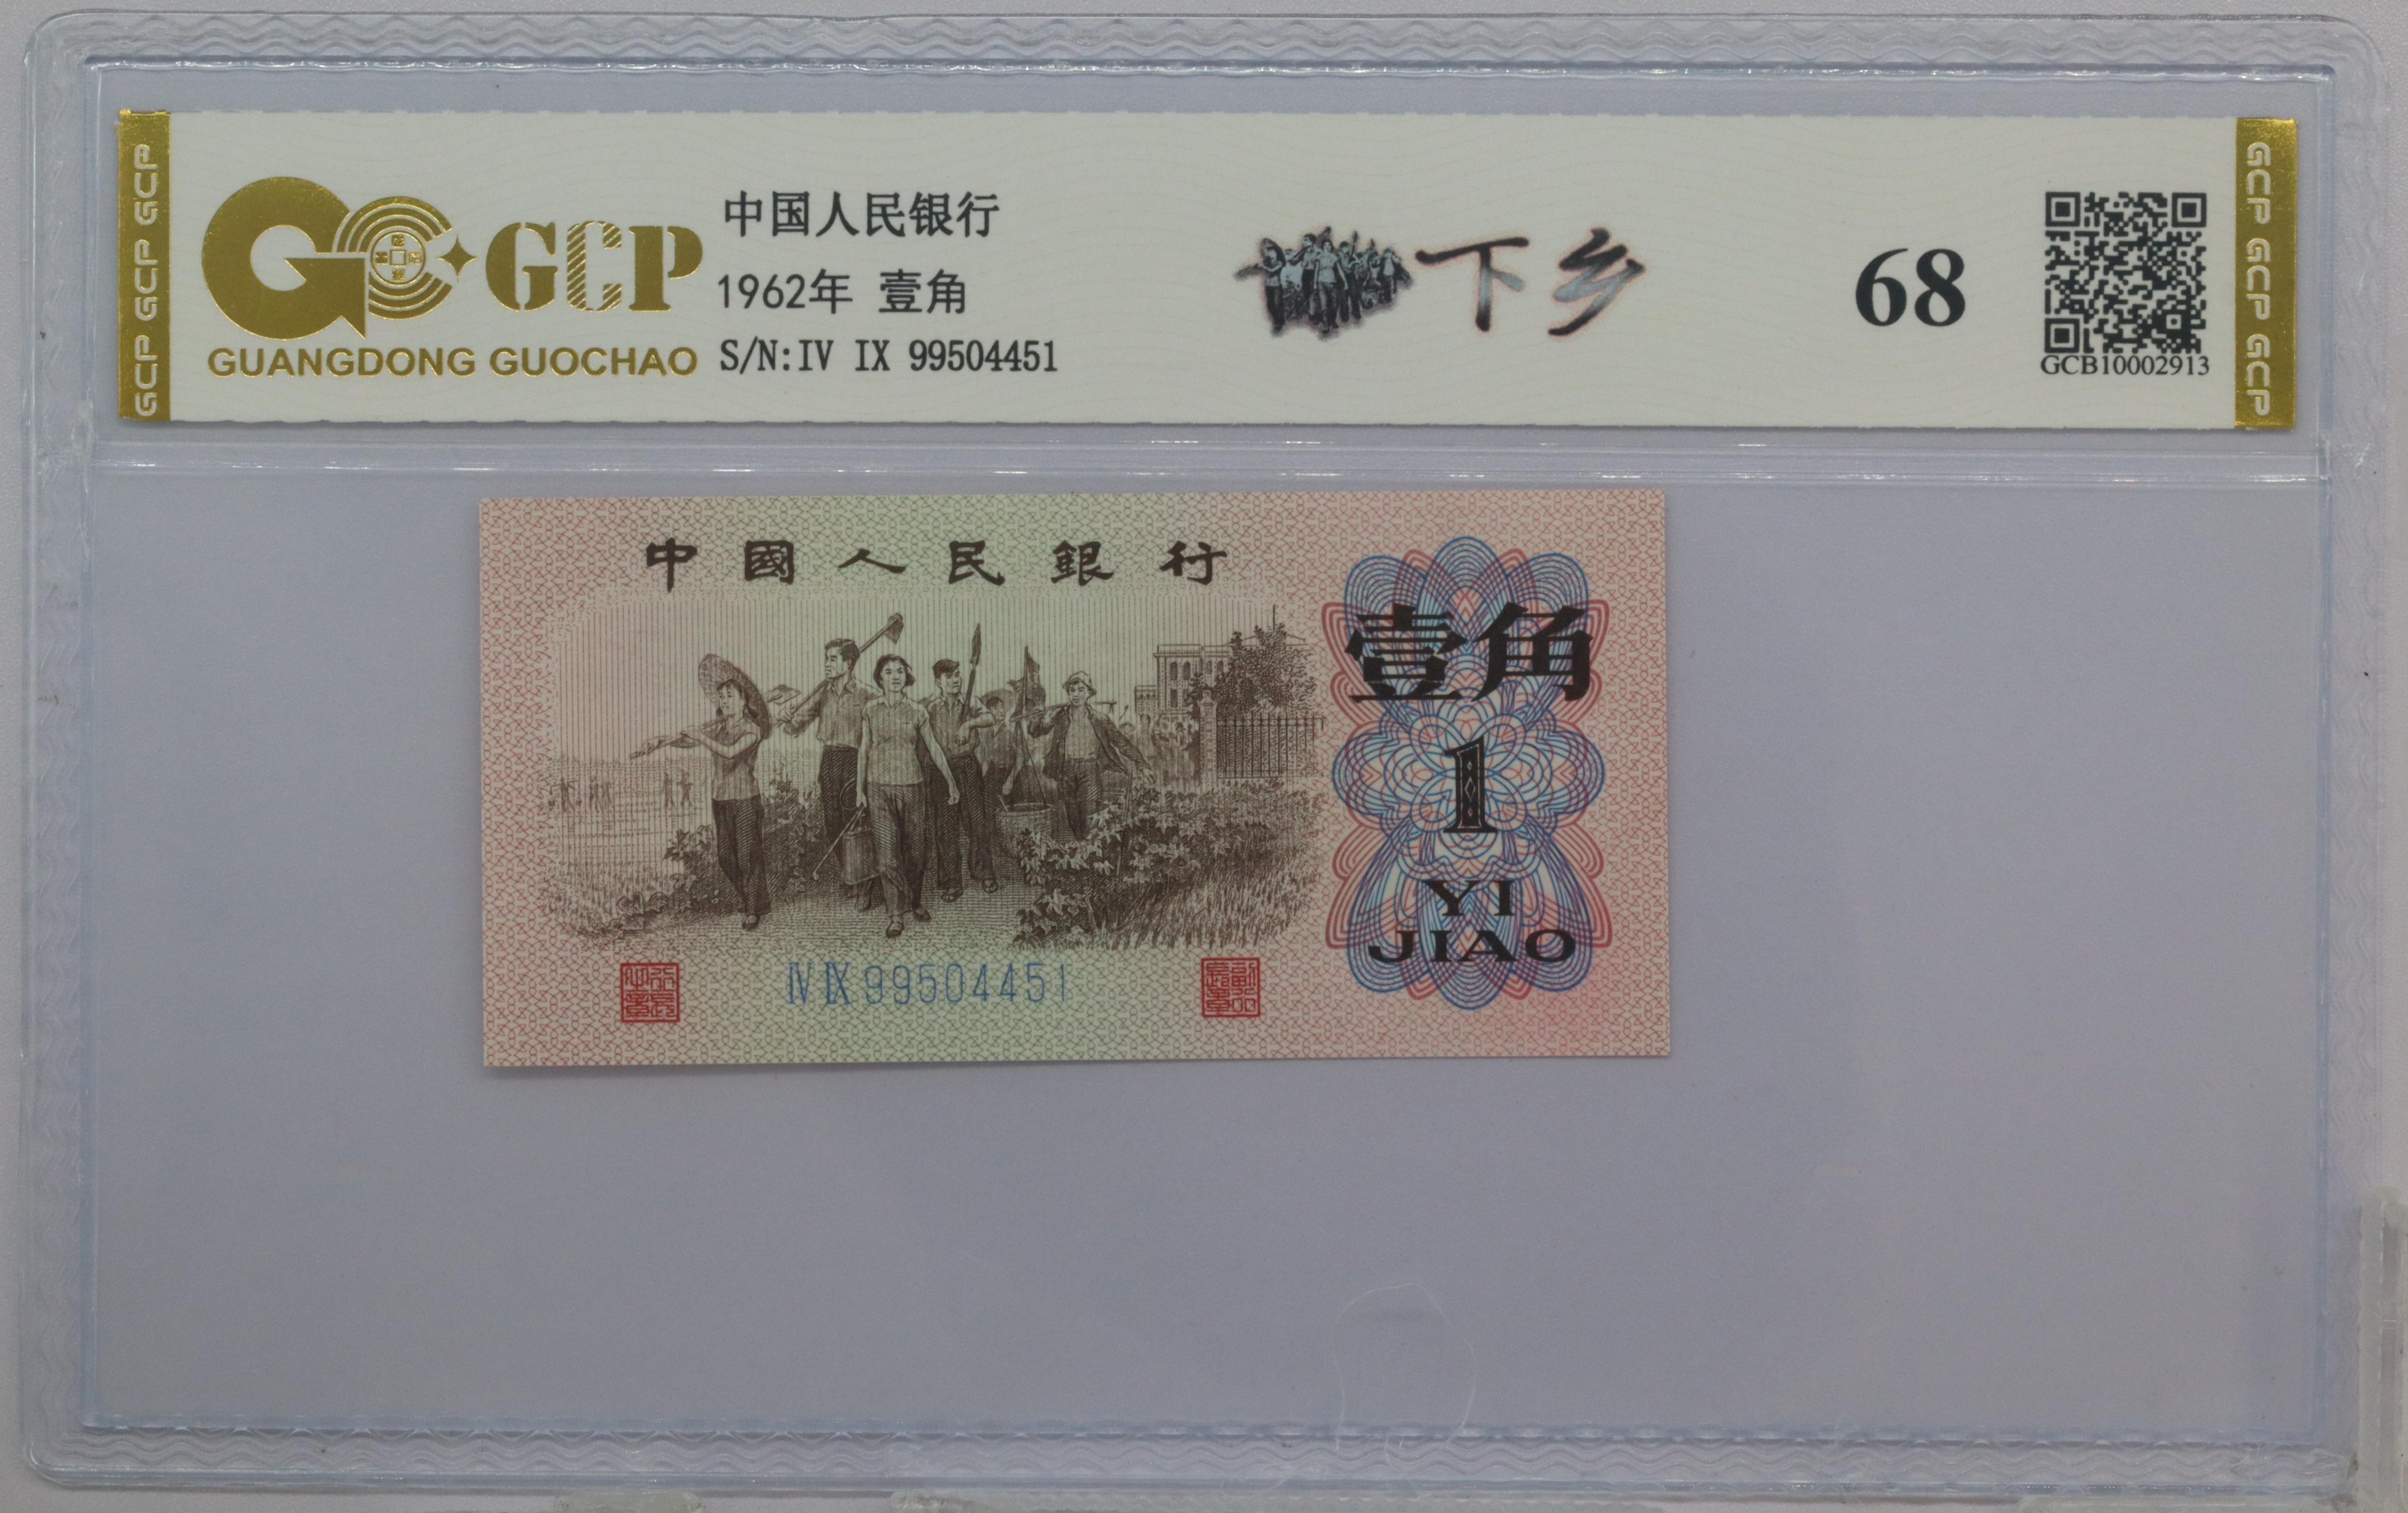 GCP GCP GCP
GCP
GUANGDONG GUOCHAO
中国人民银行
1962年 壹角
S/N:IV IX 99504451
下乡
68
GCB10002913
GCP GCP GCP
中國人民銀行
壹角
1
YI
JIAO
IV IX 99504451